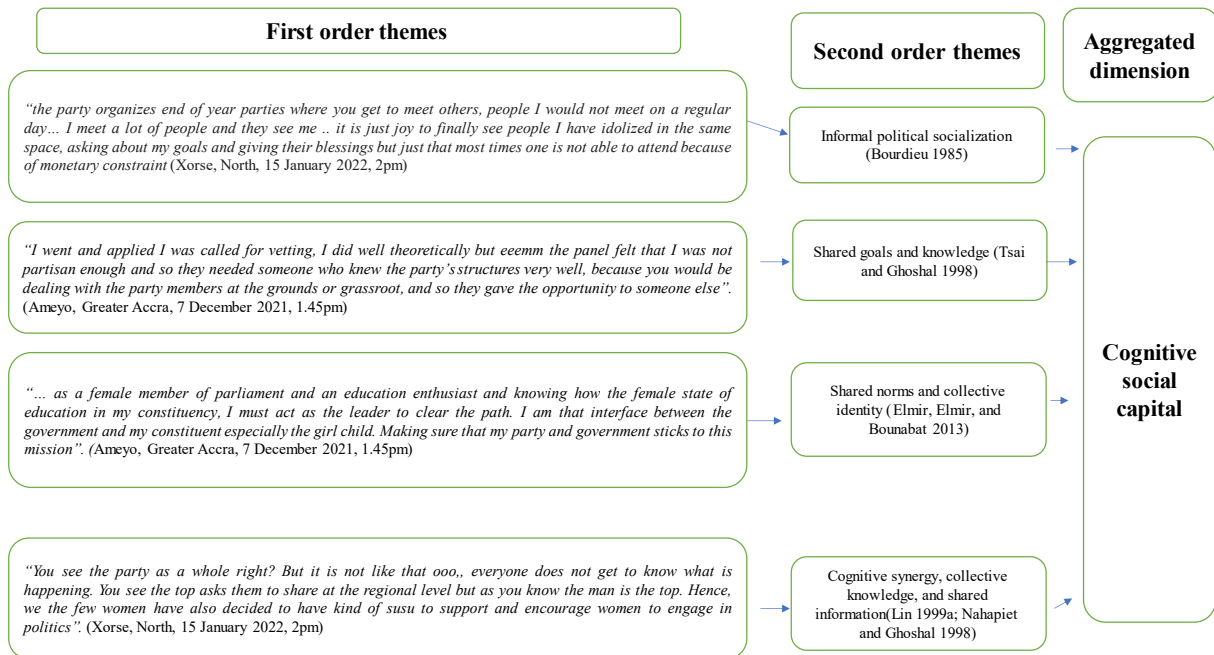 First order themes
Second order themes
Aggregated
dimension
“the party organizes end of year parties where you get to meet others, people I would not meet on a regular
day… I meet a lot of people and they see me .. it is just joy to finally see people I have idolized in the same
space, asking about my goals and giving their blessings but just that most times one is not able to attend because
of monetary constraint (Xorse, North, 15 January 2022, 2pm)
Informal political socialization
(Bourdieu 1985)
“I went and applied I was called for vetting, I did well theoretically but eeemm the panel felt that I was not
partisan enough and so they needed someone who knew the party’s structures very well, because you would be
dealing with the party members at the grounds or grassroot, and so they gave the opportunity to someone else”.
(Ameyo, Greater Accra, 7 December 2021, 1.45pm)
Shared goals and knowledge (Tsai
and Ghoshal 1998)
“… as a female member of parliament and an education enthusiast and knowing how the female state of
education in my constituency, I must act as the leader to clear the path. I am that interface between the
government and my constituent especially the girl child. Making sure that my party and government sticks to this
mission”. (Ameyo, Greater Accra, 7 December 2021, 1.45pm)
Shared norms and collective
identity (Elmir, Elmir, and
Bounabat 2013)
“You see the party as a whole right? But it is not like that ooo,, everyone does not get to know what is
happening. You see the top asks them to share at the regional level but as you know the man is the top. Hence,
we the few women have also decided to have kind of susu to support and encourage women to engage in
politics”. (Xorse, North, 15 January 2022, 2pm)
Cognitive synergy, collective
knowledge, and shared
information(Lin 1999a; Nahapiet
and Ghoshal 1998)
Cognitive
social
capital